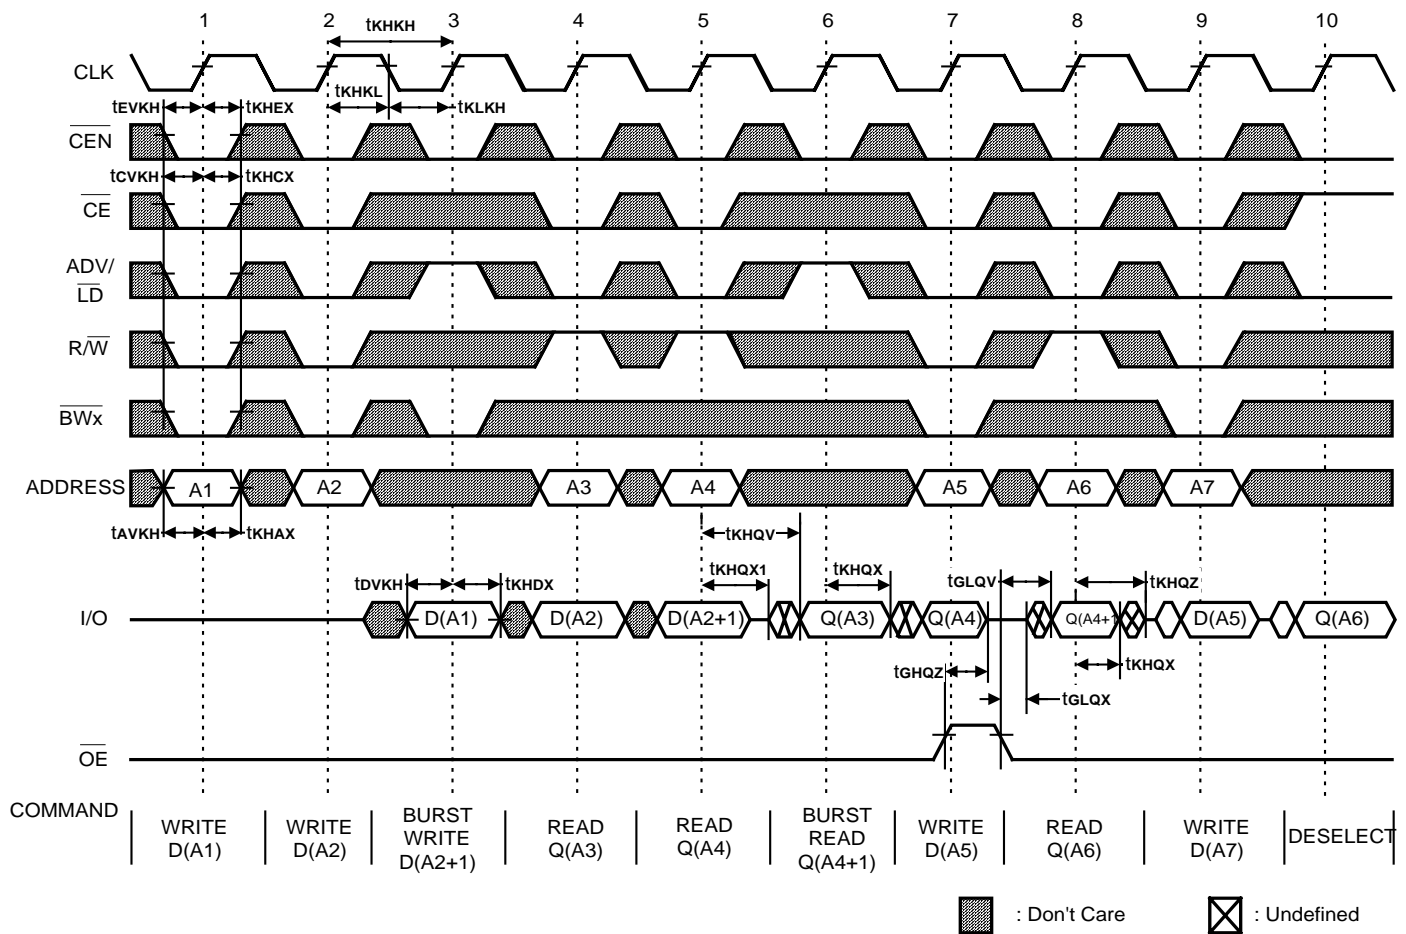 1 2 3 4 5 6 7 8 9 10
tKHKH
CLK
tKHKL
tEVKH tKHEX tKLKH
CEN
tCVKH tKHCX
CE
ADV/
LD
R/W
BWx
ADDRESS A1 A2 A3 A4 A5 A6 A7
tAVKH tKHAX tKHQV
tDVKH tKHDX tKHQX1 tKHQX tGLQV tKHQZ
I/O D(A1) D(A2) D(A2+1) Q(A3) Q(A4) Q(A4+1 D(A5) Q(A6)
tGHQZ tKHQX
tGLQX
OE
COMMAND
WRITE
D(A1)
WRITE
D(A2)
BURST
WRITE
D(A2+1)
READ
Q(A3)
READ
Q(A4)
BURST
READ
Q(A4+1)
WRITE
D(A5)
READ
Q(A6)
WRITE
D(A7)
DESELECT
: Don't Care : Undefined